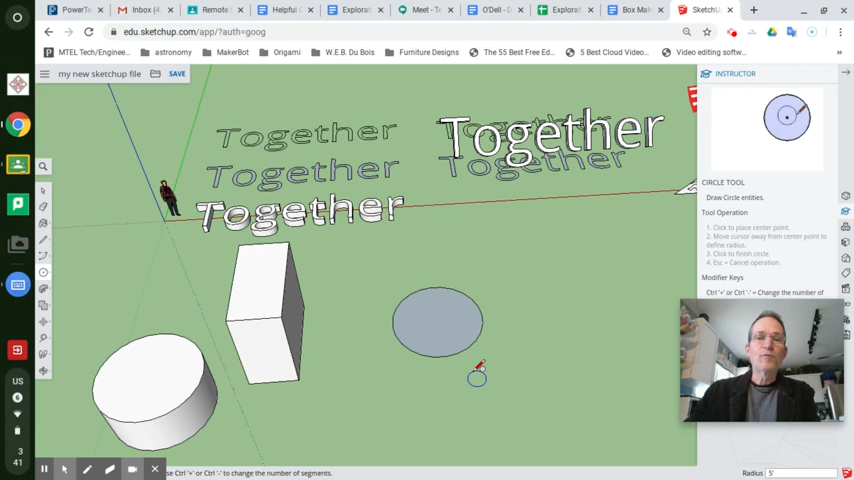 PowerTe
Inbox (4,
Remote
Helpful C
Explorat
Meet - T
O'Dell - D
Explorati
Box Mak
SketchU
edu.sketchup.com/app/?auth=goog
MTEL Tech/Enginee...
astronomy
MakerBot
Origami
W.E.B. Du Bois
Furniture Designs
The 55 Best Free Ed...
5 Best Cloud Video...
Video editing softw...
my new sketchup file
SAVE
INSTRUCTOR
Together
Together
Together
Together
Together
CIRCLE TOOL
Draw Circle entities.
Tool Operation
1. Click to place center point.
2. Move cursor away from center point to
define radius.
3. Click to finish circle.
4. Esc = Cancel operation.
Modifier Keys
Ctrl '+' or Ctrl '-' = Change the number of
US
6
3
41
se Ctrl '+' or Ctrl '-' to change the number of segments.
Radius
5'